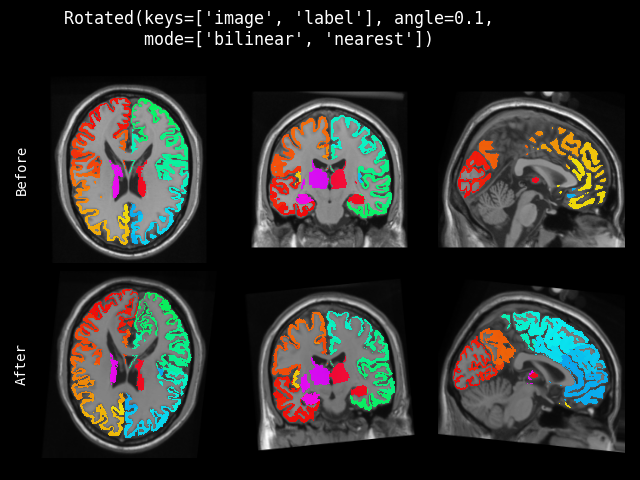 Rotated(keys=['image', 'label'], angle=0.1,
mode=['bilinear', 'nearest'])
Before
After